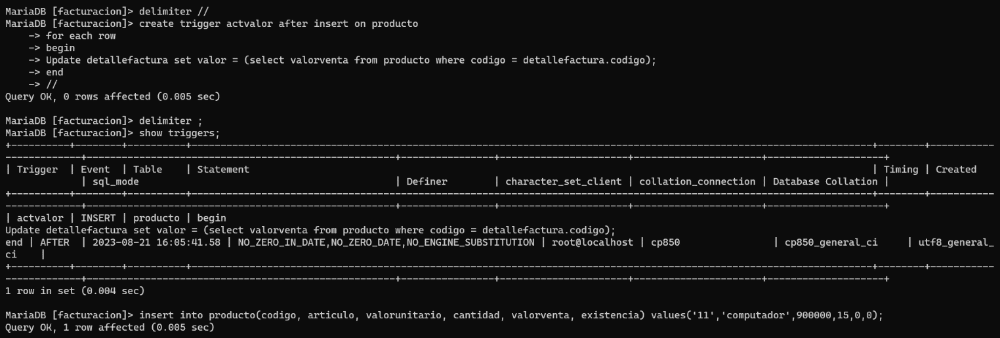 MariaDB [facturacion]> delimiter //
MariaDB [facturacion]> create trigger actvalor after insert on producto
    -> for each row
    -> begin
    -> Update detallefactura set valor = (select valorventa from producto where codigo = detallefactura.codigo);
    -> end
    -> //
Query OK, 0 rows affected (0.005 sec)

MariaDB [facturacion]> delimiter ;
MariaDB [facturacion]> show triggers;
| Trigger  | Event  | Table    | Statement | Timing | Created
| sql_mode | Definer | character_set_client | collation_connection | Database Collation |
| actvalor | INSERT | producto | begin
Update detallefactura set valor = (select valorventa from producto where codigo = detallefactura.codigo);
end | AFTER  | 2023-08-21 16:05:41.58 | NO_ZERO_IN_DATE,NO_ZERO_DATE,NO_ENGINE_SUBSTITUTION | root@localhost | cp850 | cp850_general_ci | utf8_general_
ci |
1 row in set (0.004 sec)

MariaDB [facturacion]> insert into producto(codigo, articulo, valorunitario, cantidad, valorventa, existencia) values('11','computador',900000,15,0,0);
Query OK, 1 row affected (0.005 sec)